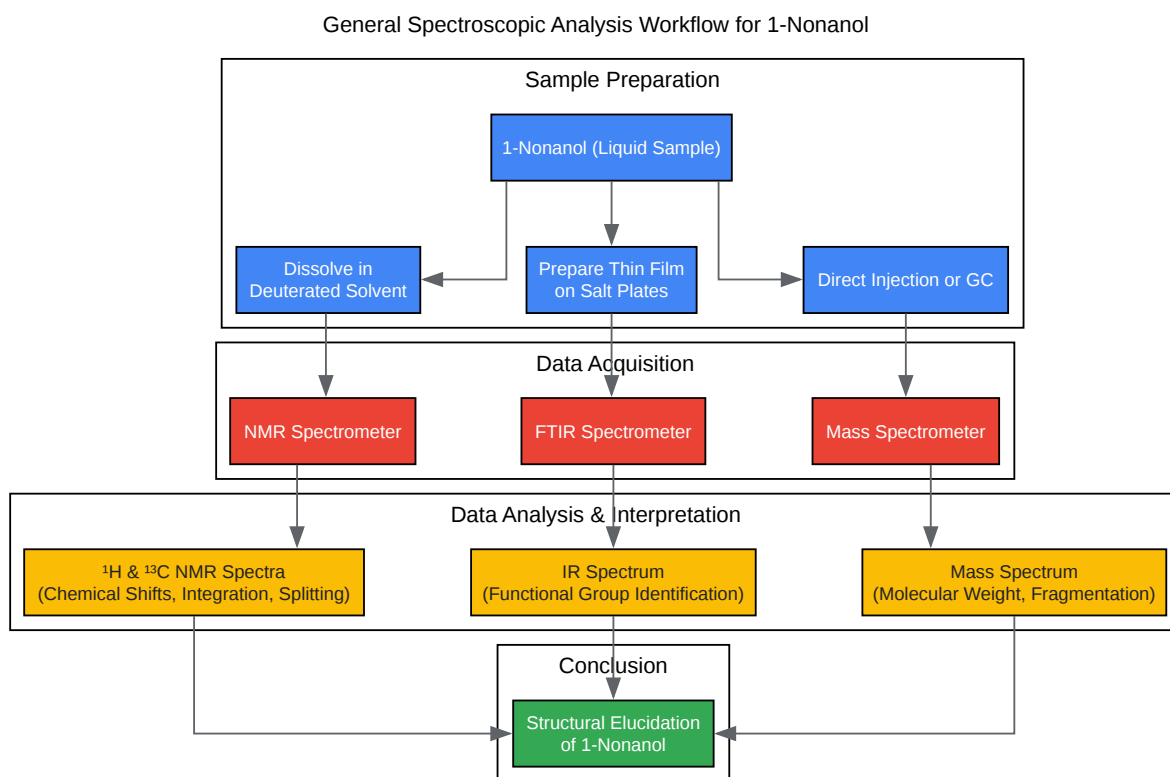 General Spectroscopic Analysis Workflow for 1-Nonanol
Sample Preparation
1-Nonanol (Liquid Sample)
Dissolve in
Deuterated Solvent
Prepare Thin Film
on Salt Plates
Direct Injection or GC
Data Acquisition
NMR Spectrometer
FTIR Spectrometer
Mass Spectrometer
Data Analysis & Interpretation
¹H & ¹³C NMR Spectra
(Chemical Shifts, Integration, Splitting)
IR Spectrum
(Functional Group Identification)
Mass Spectrum
(Molecular Weight, Fragmentation)
Conclusion
Structural Elucidation
of 1-Nonanol